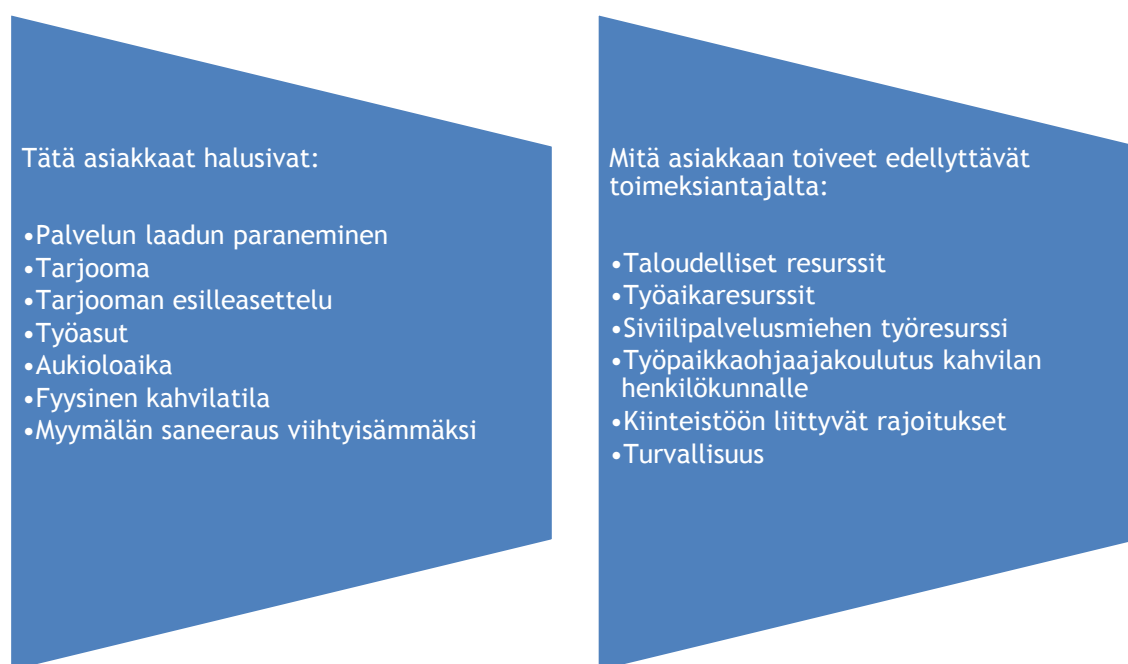 Tätä asiakkaat halusivat:
•Palvelun laadun paraneminen
•Tarjooma
•Tarjooman esilleasettelu
•Työasut
•Aukioloaika
•Fyysinen kahvilatila
•Myymälän saneeraus viihtyisämmäksi
Mitä asiakkaan toiveet edellyttävät
toimeksiantajalta:
•Taloudelliset resurssit
•Työaikaresurssit
•Siviilipalvelusmiehen työresurssi
•Työpaikkaohjaajakoulutus kahvilan
henkilökunnalle
•Kiinteistöön liittyvät rajoitukset
•Turvallisuus